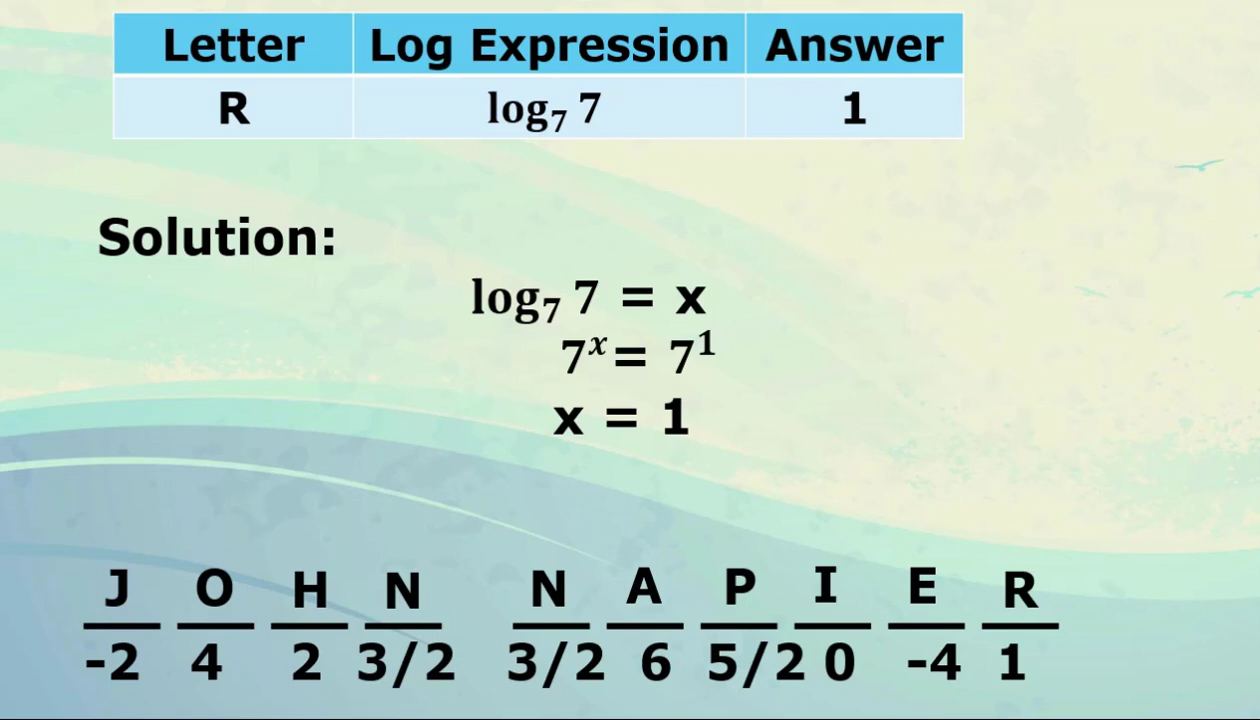 Letter Log Expression Answer
R log₇ 7 1
Solution:
log₇ 7 = x
7ˣ = 7¹
x = 1
J O H N N A P I E R
-2 4 2 3/2 3/2 6 5/2 0 -4 1